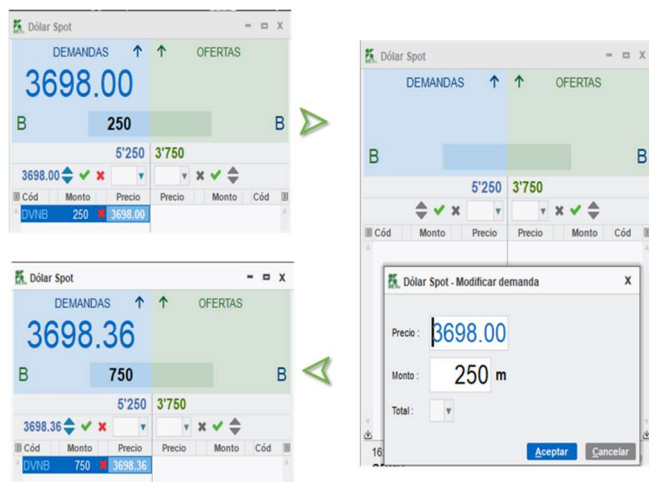 Dólar Spot
DEMANDAS OFERTAS
3698.00
B 250 B
5'250 3'750
3698.00
Cód Monto Precio Precio Monto Cód
DVNB 250 3698.00
Dólar Spot
DEMANDAS OFERTAS
B B
5'250 3'750
Cód Monto Precio Precio Monto Cód
Dólar Spot - Modificar demanda X
Precio : 3698.00
Monto : 250 m
Total :
Aceptar Cancelar
16:
Dólar Spot
DEMANDAS OFERTAS
3698.36
B 750 B
5'250 3'750
3698.36
Cód Monto Precio Precio Monto Cód
DVNB 750 3698.36